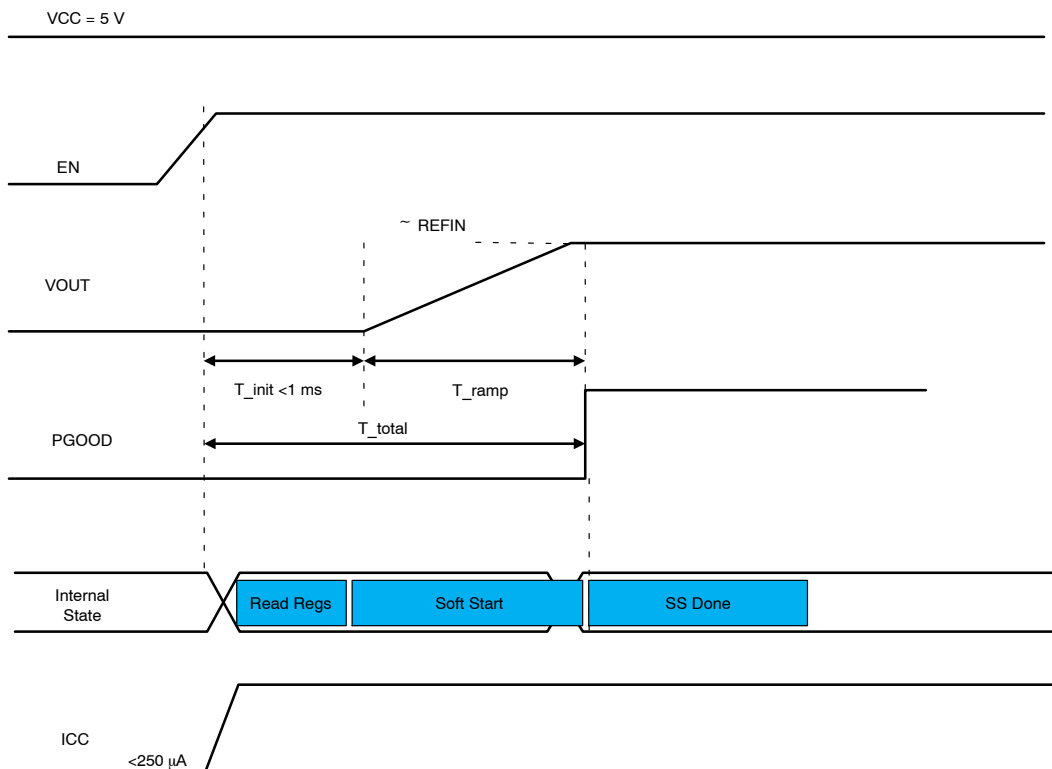 VCC = 5 V
EN
~ REFIN
VOUT
T_init <1 ms
T_ramp
T_total
PGOOD
Internal
State
Read Regs
Soft Start
SS Done
ICC
<250 μA